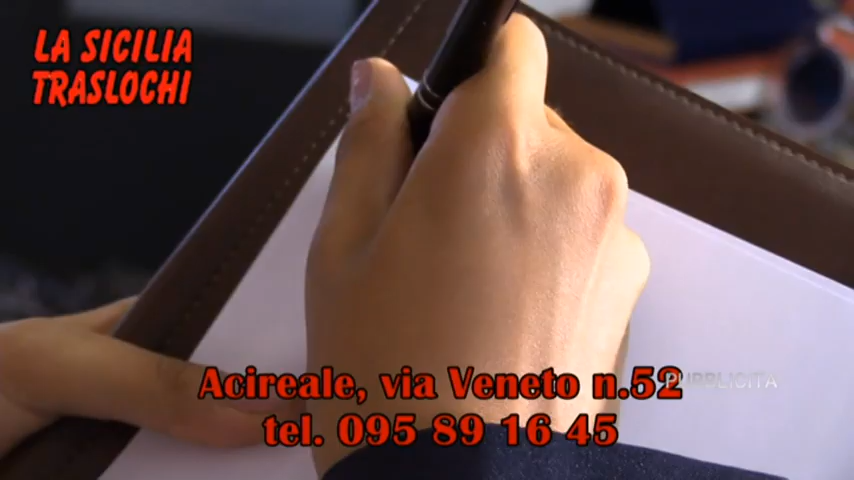 LA SICILIA
TRASLOCHI
Acireale, via Veneto n.52
PUBBLICITÀ
tel. 095 89 16 45